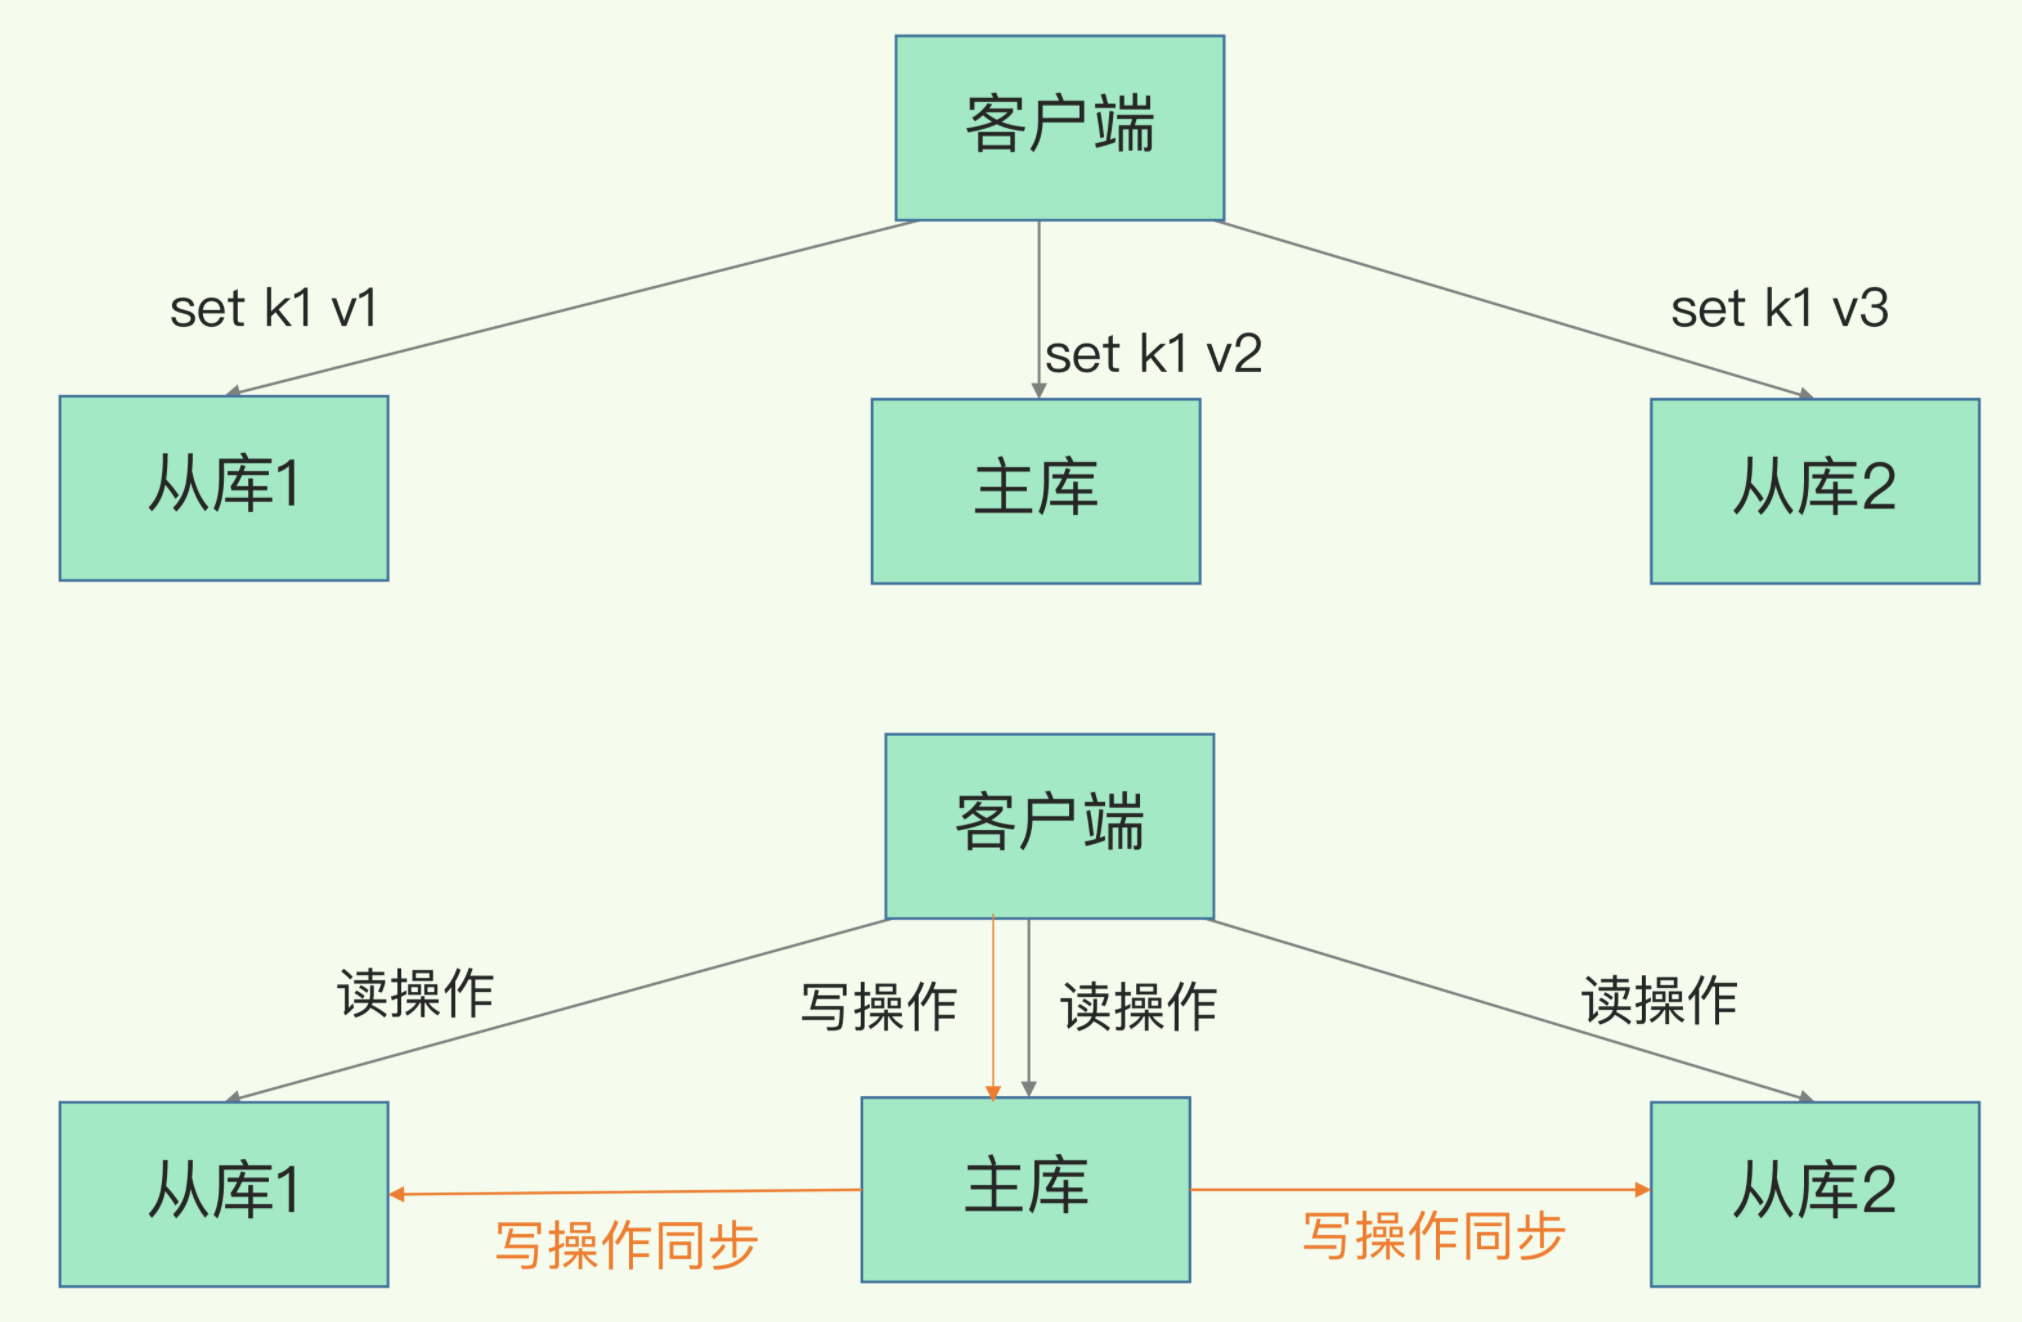 客户端
set k1 v1
set k1 v3
set k1 v2
从库1
主库
从库2
客户端
读操作
写操作
读操作
读操作
从库1
主库
从库2
写操作同步
写操作同步